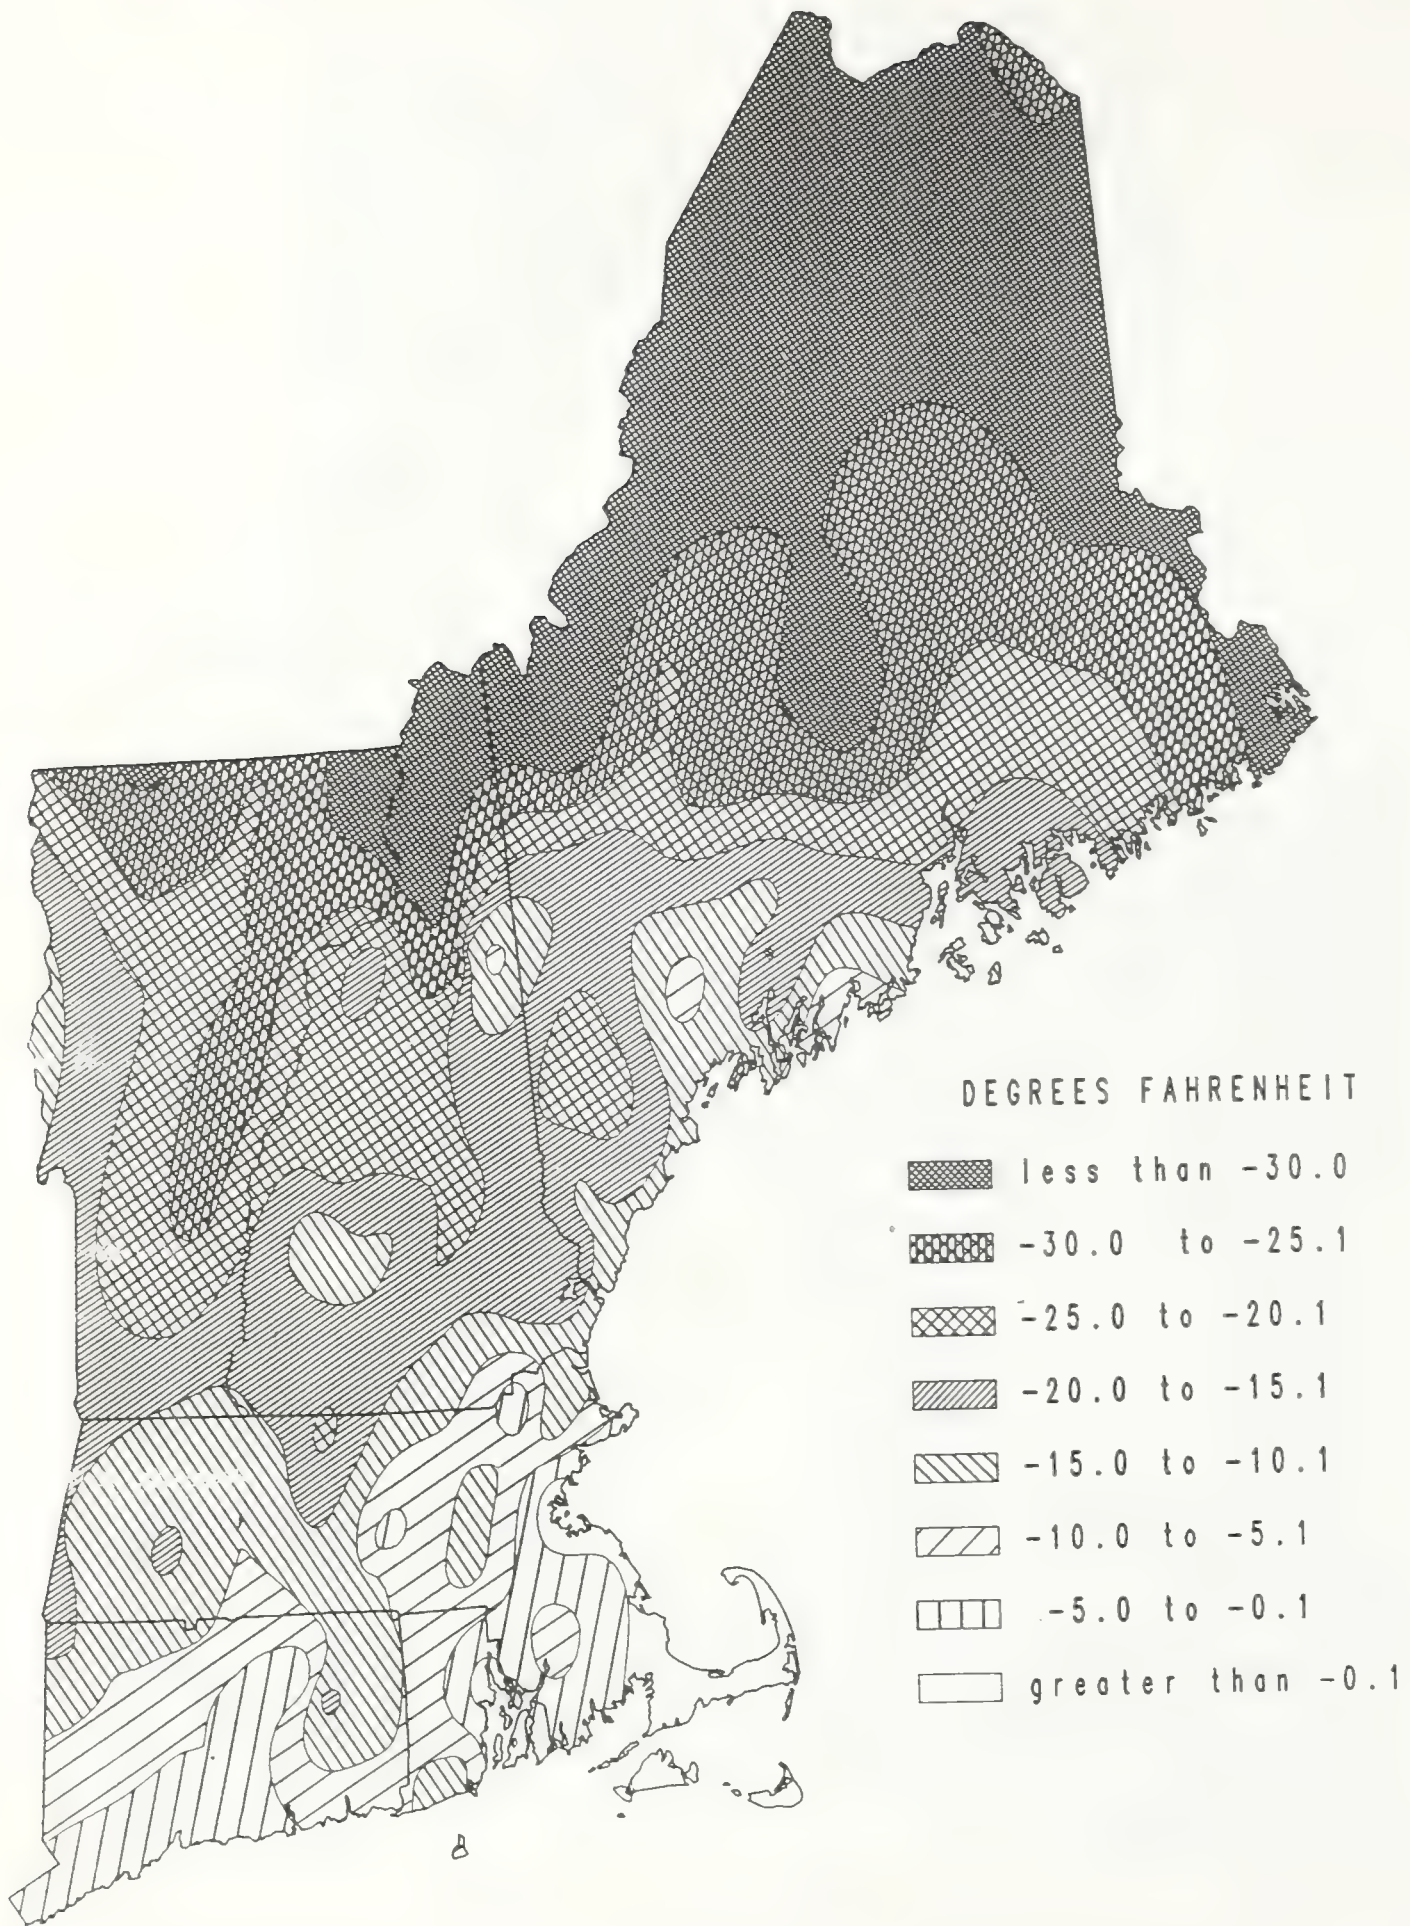 DEGREES FAHRENHEIT
less than -30.0
-30.0 to -25.1
-25.0 to -20.1
-20.0 to -15.1
-15.0 to -10.1
-10.0 to -5.1
-5.0 to -0.1
greater than -0.1